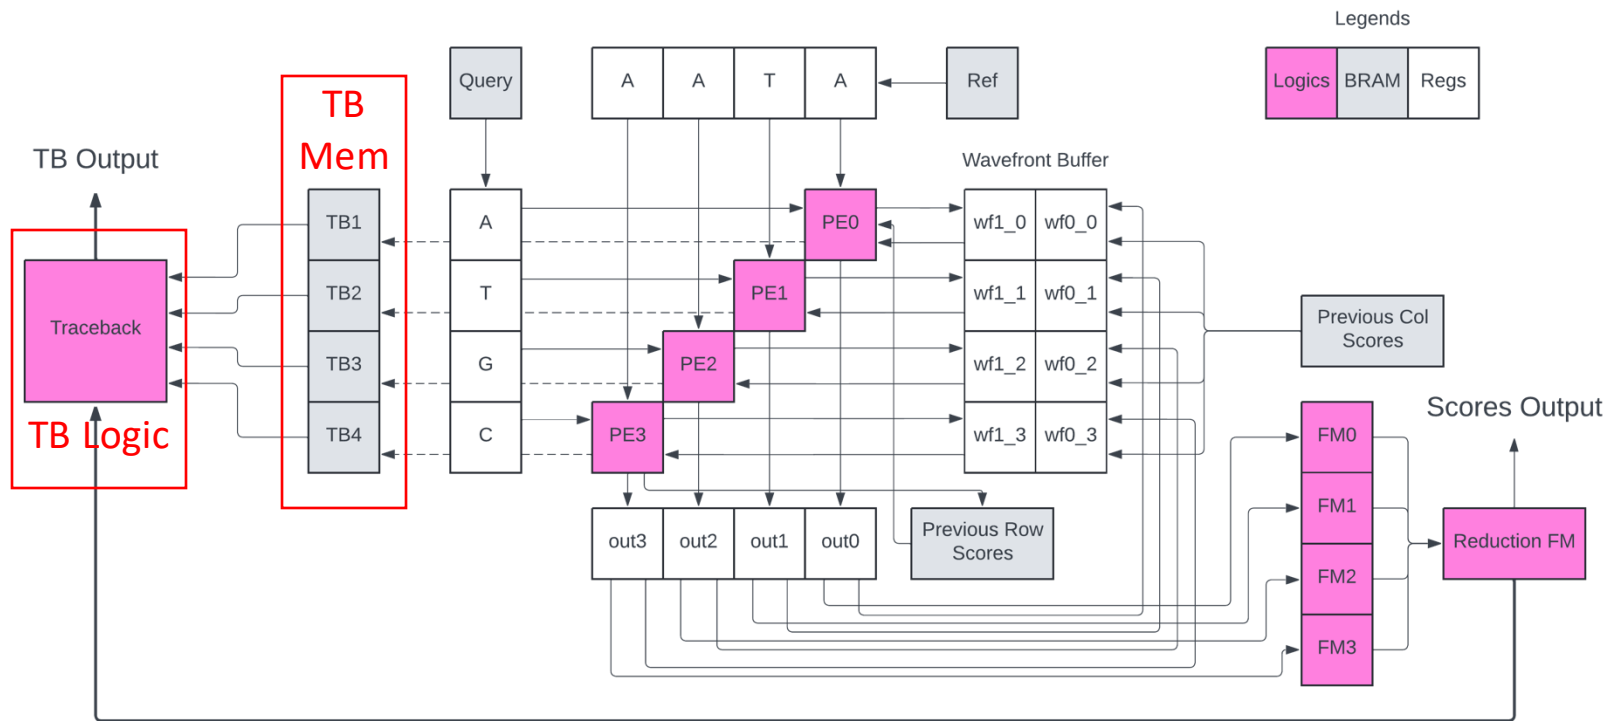 Legends
Logics BRAM Regs
Query
A A T A
Ref
TB
Mem
TB Output
Wavefront Buffer
TB1
A
PE0
wf1_0 wf0_0
TB2
T
PE1
wf1_1 wf0_1
Traceback
Previous Col
Scores
TB3
G
PE2
wf1_2 wf0_2
TB Logic
TB4
C
PE3
wf1_3 wf0_3
Scores Output
FM0
FM1
FM2
FM3
out3 out2 out1 out0
Previous Row
Scores
Reduction FM